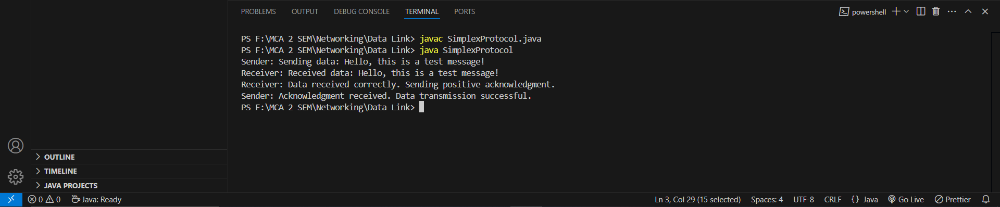 PROBLEMS OUTPUT DEBUG CONSOLE TERMINAL PORTS powershell
PS F:\MCA 2 SEM\Networking\Data Link> javac SimplexProtocol.java
PS F:\MCA 2 SEM\Networking\Data Link> java SimplexProtocol
Sender: Sending data: Hello, this is a test message!
Receiver: Received data: Hello, this is a test message!
Receiver: Data received correctly. Sending positive acknowledgment.
Sender: Acknowledgment received. Data transmission successful.
PS F:\MCA 2 SEM\Networking\Data Link>
OUTLINE
TIMELINE
JAVA PROJECTS
0 0 Java: Ready Ln 3, Col 29 (15 selected) Spaces: 4 UTF-8 CRLF {} Java Go Live Prettier